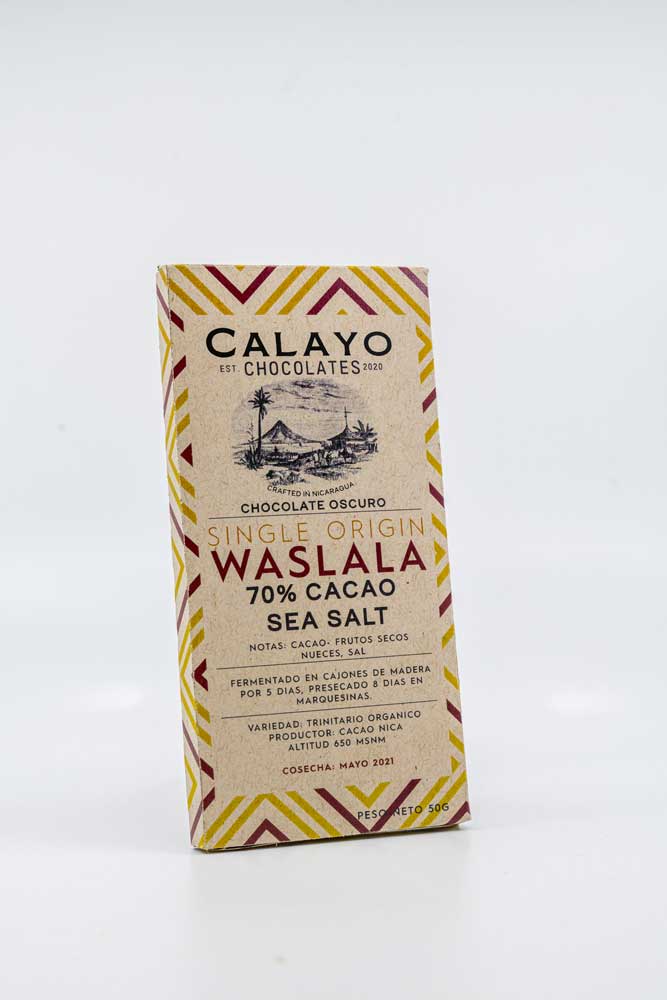 CALAYO
EST. CHOCOLATES 2020
CRAFTED IN NICARAGUA
CHOCOLATE OSCURO
SINGLE ORIGIN
WASLALA
70% CACAO
SEA SALT
NOTAS: CACAO- FRUTOS SECOS
NUECES, SAL
FERMENTADO EN CAJONES DE MADERA
POR 5 DIAS, PRESECADO 8 DIAS EN
MARQUESINAS.
VARIEDAD: TRINITARIO ORGANICO
PRODUCTOR: CACAO NICA
ALTITUD 650 MSNM
COSECHA: MAYO 2021
PESO NETO 50G